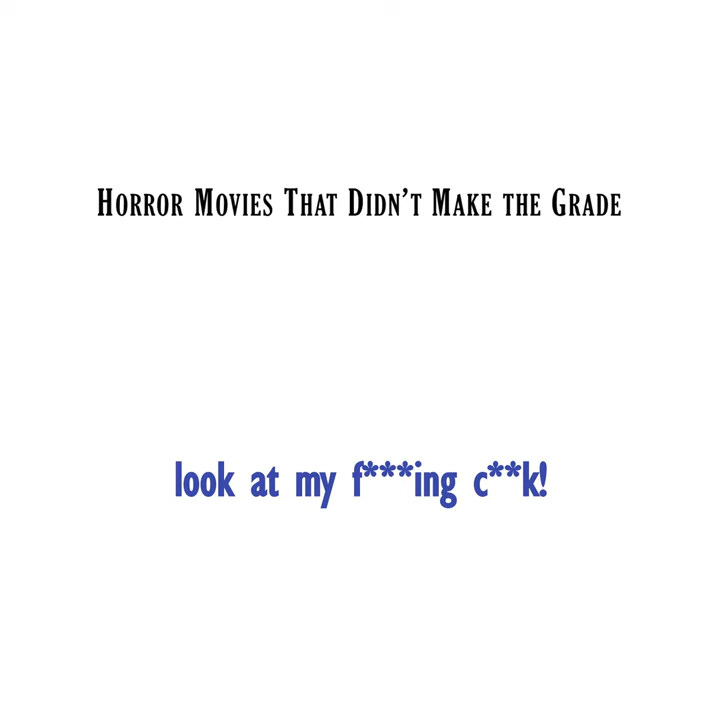 Horror Movies That Didn’t Make the Grade
look at my f***ing c**k!